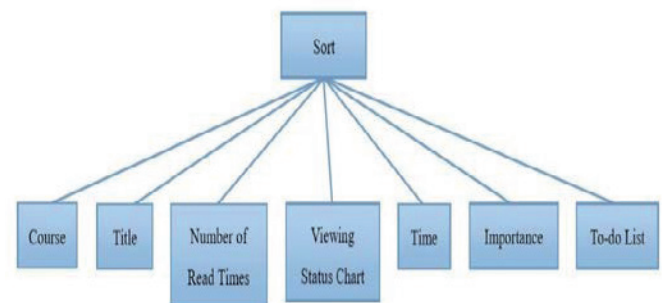 Sort
Course
Title
Number of
Read Times
Viewing
Status Chart
Time
Importance
To-do List